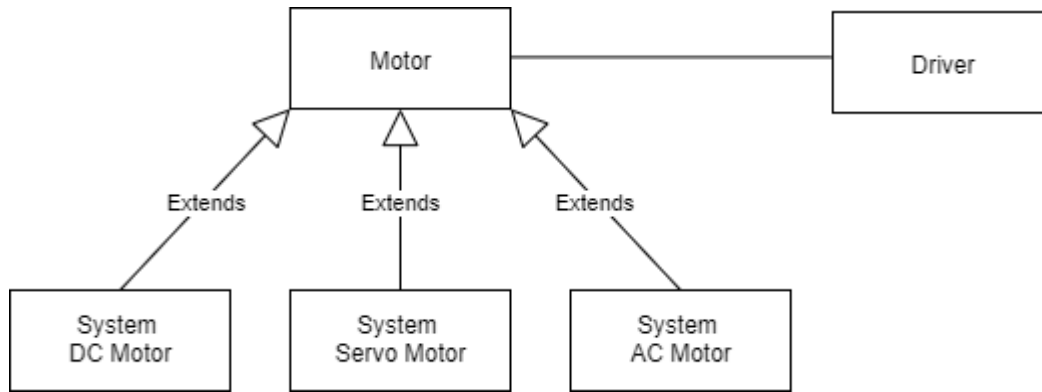 Motor
Driver
Extends
Extends
Extends
System
DC Motor
System
Servo Motor
System
AC Motor